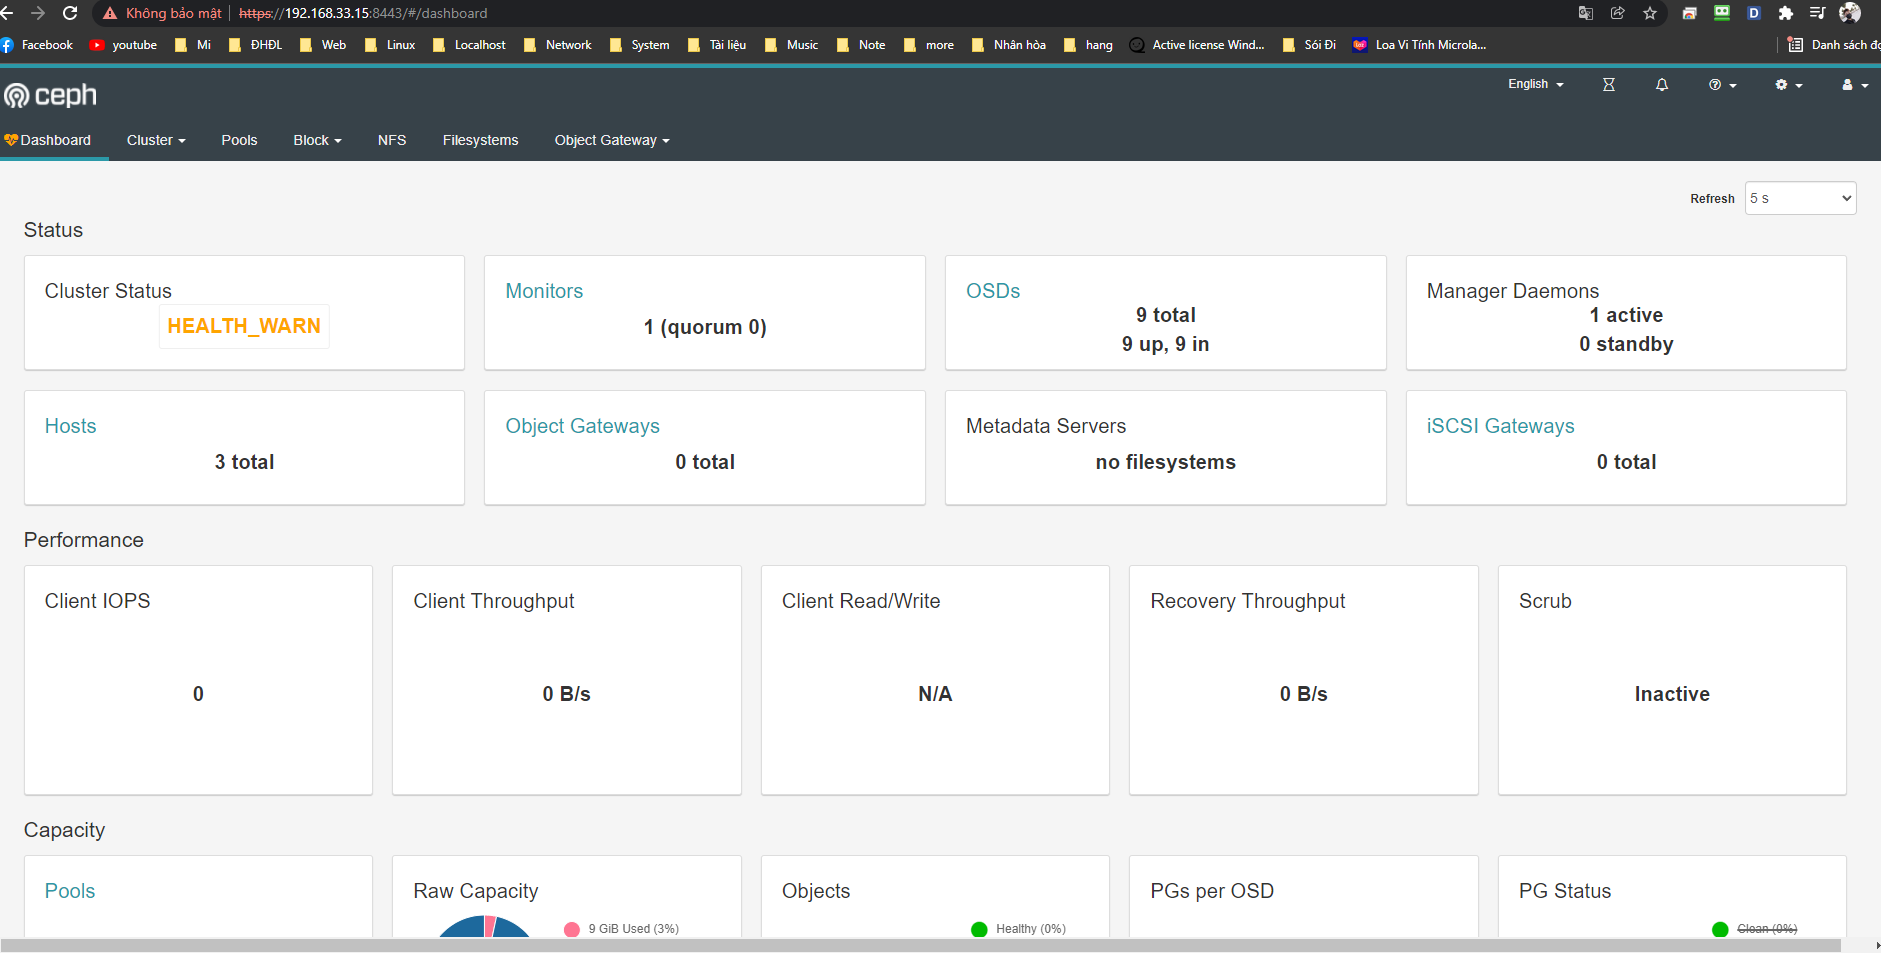 Không bảo mật https://192.168.33.15:8443/#/dashboard
Facebook youtube Mi ĐHĐL Web Linux Localhost Network System Tài liệu Music Note more Nhân hòa hang Active license Wind... Sói Đi Loa Vi Tính Microla... Danh sách đọ
ceph
English
Dashboard Cluster Pools Block NFS Filesystems Object Gateway
Refresh 5 s
Status
Cluster Status
HEALTH_WARN
Monitors
1 (quorum 0)
OSDs
9 total
9 up, 9 in
Manager Daemons
1 active
0 standby
Hosts
3 total
Object Gateways
0 total
Metadata Servers
no filesystems
iSCSI Gateways
0 total
Performance
Client IOPS
0
Client Throughput
0 B/s
Client Read/Write
N/A
Recovery Throughput
0 B/s
Scrub
Inactive
Capacity
Pools
Raw Capacity
9 GiB Used (3%)
Objects
Healthy (0%)
PGs per OSD
PG Status
Clean (0%)